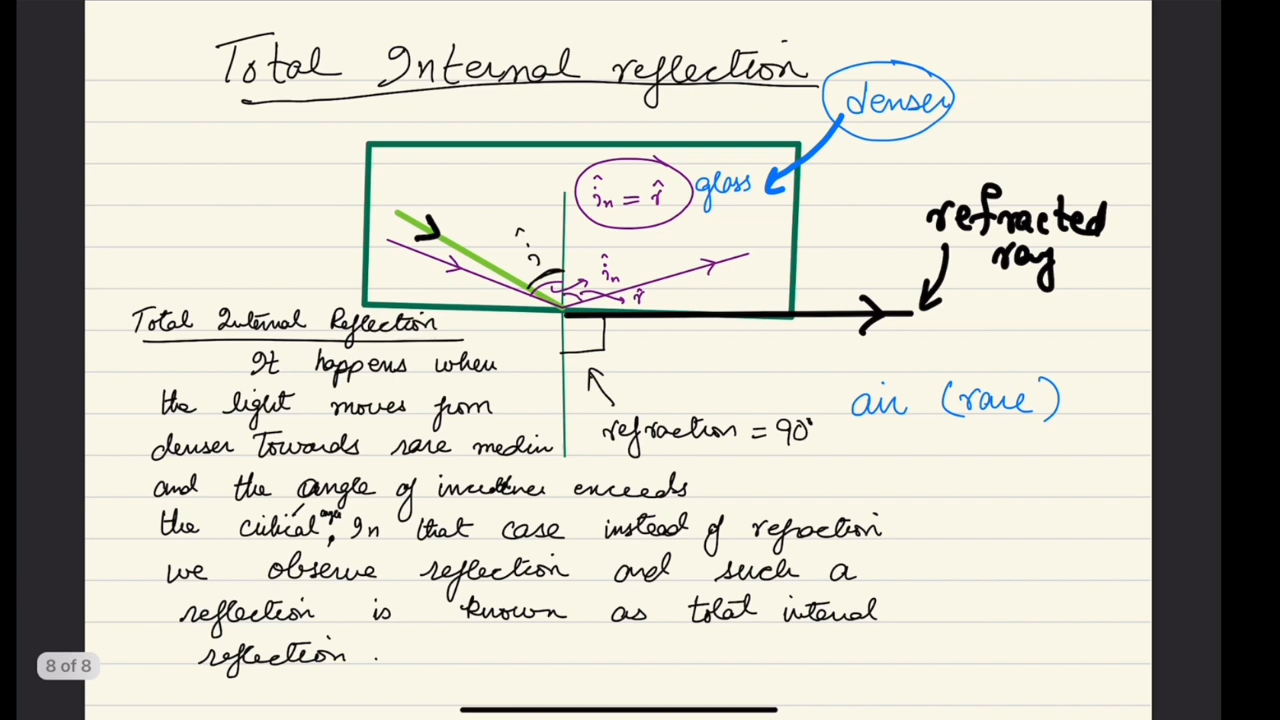 Total Internal reflection
denser
î_n = r̂
glass
refracted
ray
î
î_n
r̂
Total Internal Reflection
It happens when
the light moves from
denser Towards rare medium
air (rare)
refraction = 90°
and the angle of incidence exceeds
the critical angle. In that case instead of refraction
we observe reflection and such a
reflection is known as total internal
reflection.
8 of 8